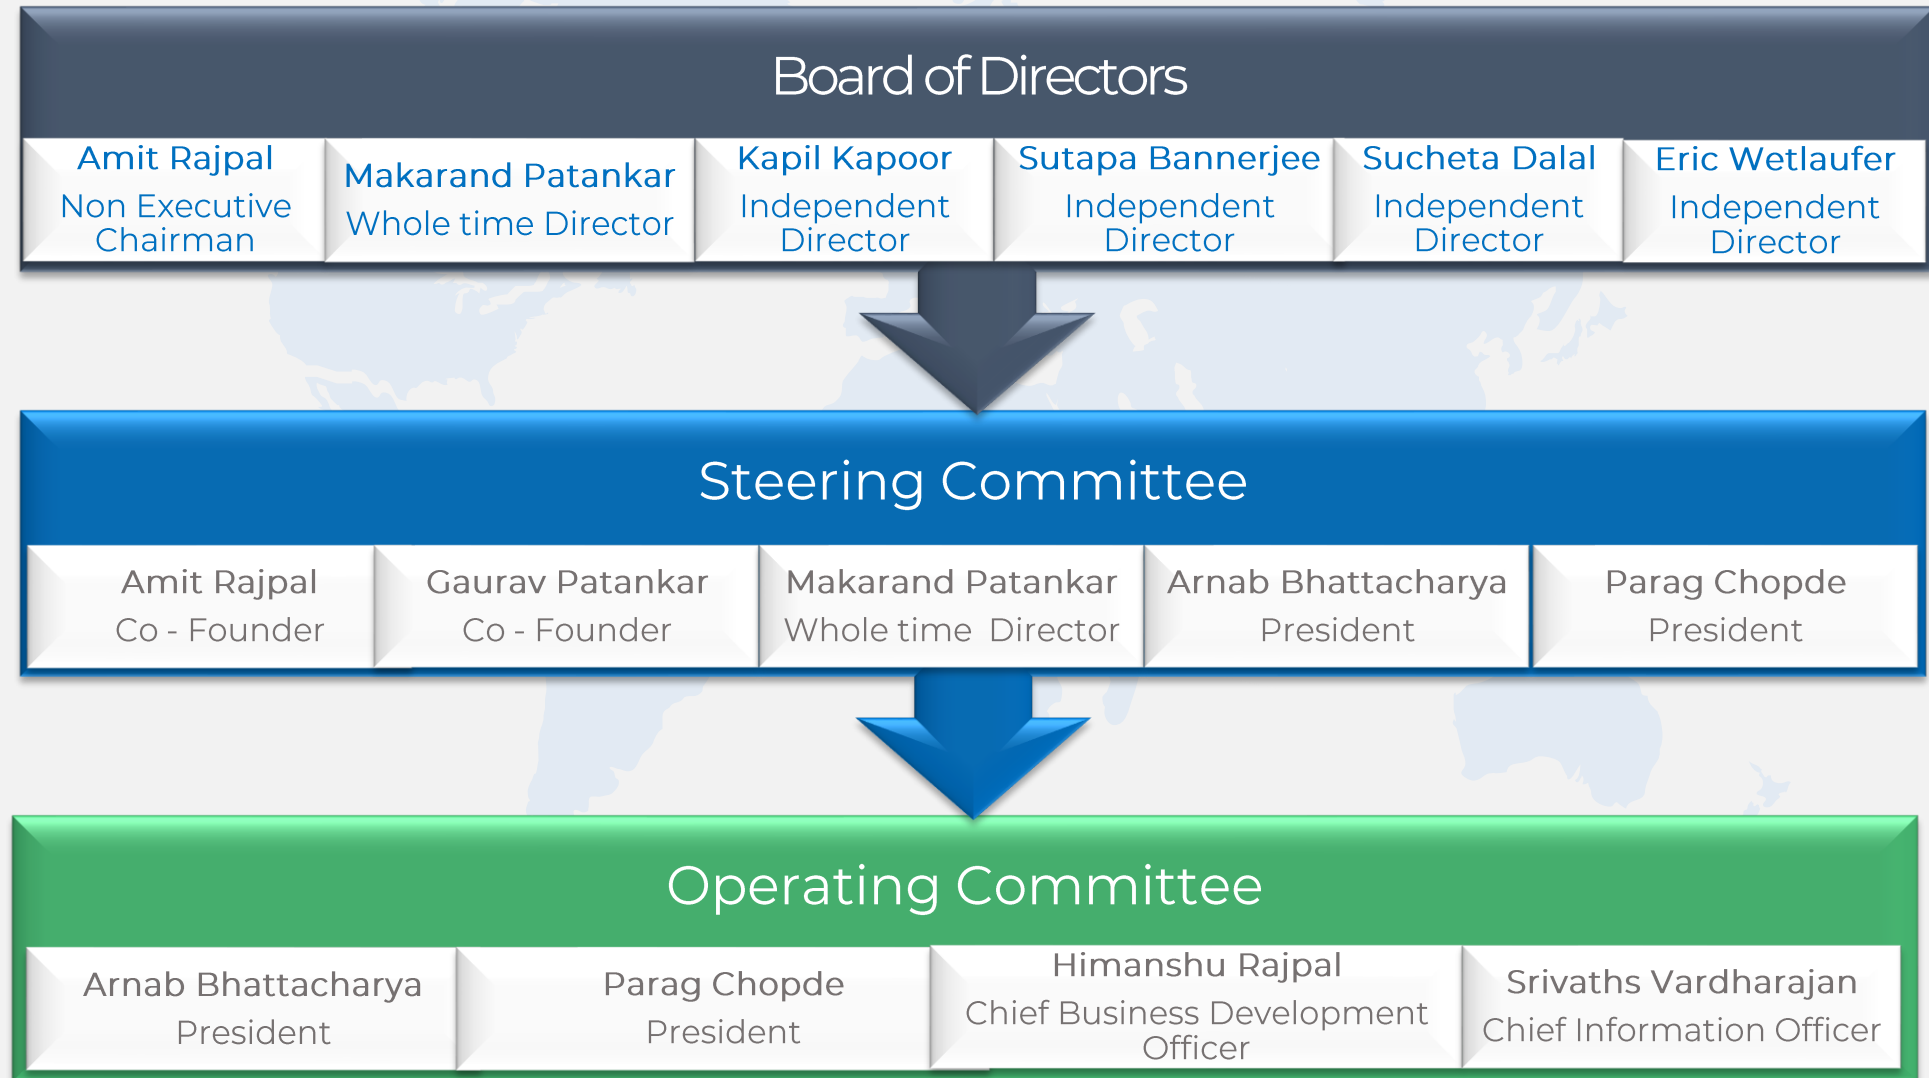 Board of Directors
Amit Rajpal
Non Executive
Chairman
Makarand Patankar
Whole time Director
Kapil Kapoor
Independent
Director
Sutapa Bannerjee
Independent
Director
Sucheta Dalal
Independent
Director
Eric Wetlaufer
Independent
Director
Steering Committee
Amit Rajpal
Co - Founder
Gaurav Patankar
Co - Founder
Makarand Patankar
Whole time Director
Arnab Bhattacharya
President
Parag Chopde
President
Operating Committee
Arnab Bhattacharya
President
Parag Chopde
President
Himanshu Rajpal
Chief Business Development
Officer
Srivaths Vardharajan
Chief Information Officer